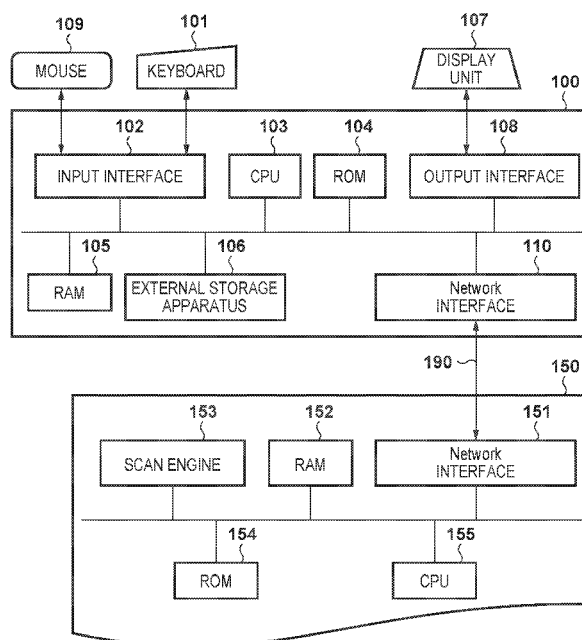 109
101
107
MOUSE
KEYBOARD
DISPLAY
UNIT
100
102
103
104
108
INPUT INTERFACE
CPU
ROM
OUTPUT INTERFACE
105
106
110
RAM
EXTERNAL STORAGE
APPARATUS
Network
INTERFACE
190
150
153
152
151
SCAN ENGINE
RAM
Network
INTERFACE
154
155
ROM
CPU